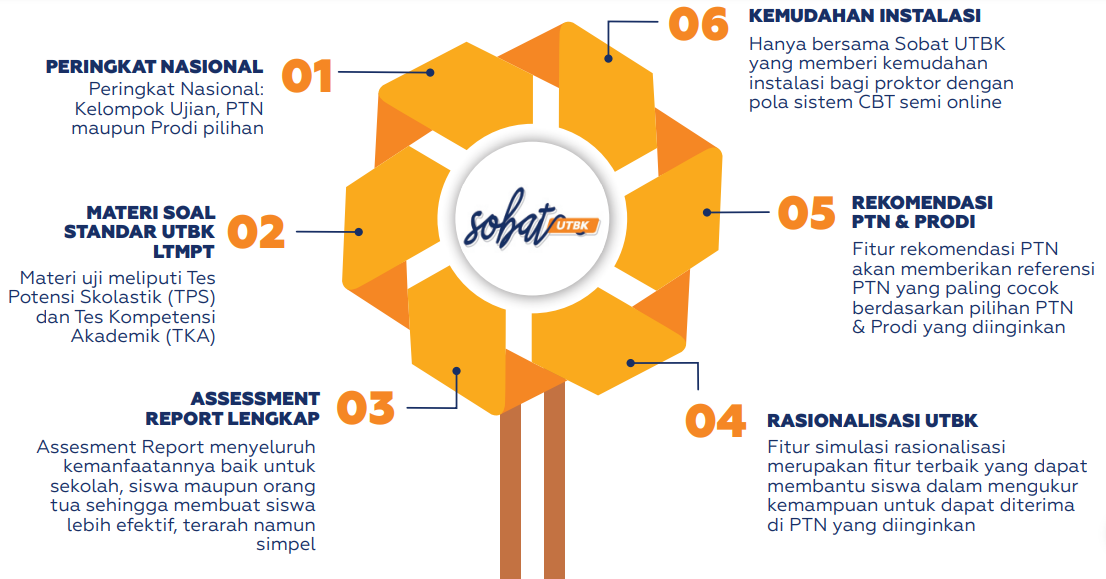 01
PERINGKAT NASIONAL
Peringkat Nasional:
Kelompok Ujian, PTN
maupun Prodi pilihan
02
MATERI SOAL
STANDAR UTBK
LTMPT
Materi uji meliputi Tes
Potensi Skolastik (TPS)
dan Tes Kompetensi
Akademik (TKA)
03
ASSESSMENT
REPORT LENGKAP
Assesment Report menyeluruh
kemanfaatannya baik untuk
sekolah, siswa maupun orang
tua sehingga membuat siswa
lebih efektif, terarah namun
simpel
sobat
UTBK
04
RASIONALISASI UTBK
Fitur simulasi rasionalisasi
merupakan fitur terbaik yang dapat
membantu siswa dalam mengukur
kemampuan untuk dapat diterima
di PTN yang diinginkan
05
REKOMENDASI
PTN & PRODI
Fitur rekomendasi PTN
akan memberikan referensi
PTN yang paling cocok
berdasarkan pilihan PTN
& Prodi yang diinginkan
06
KEMUDAHAN INSTALASI
Hanya bersama Sobat UTBK
yang memberi kemudahan
instalasi bagi proktor dengan
pola sistem CBT semi online